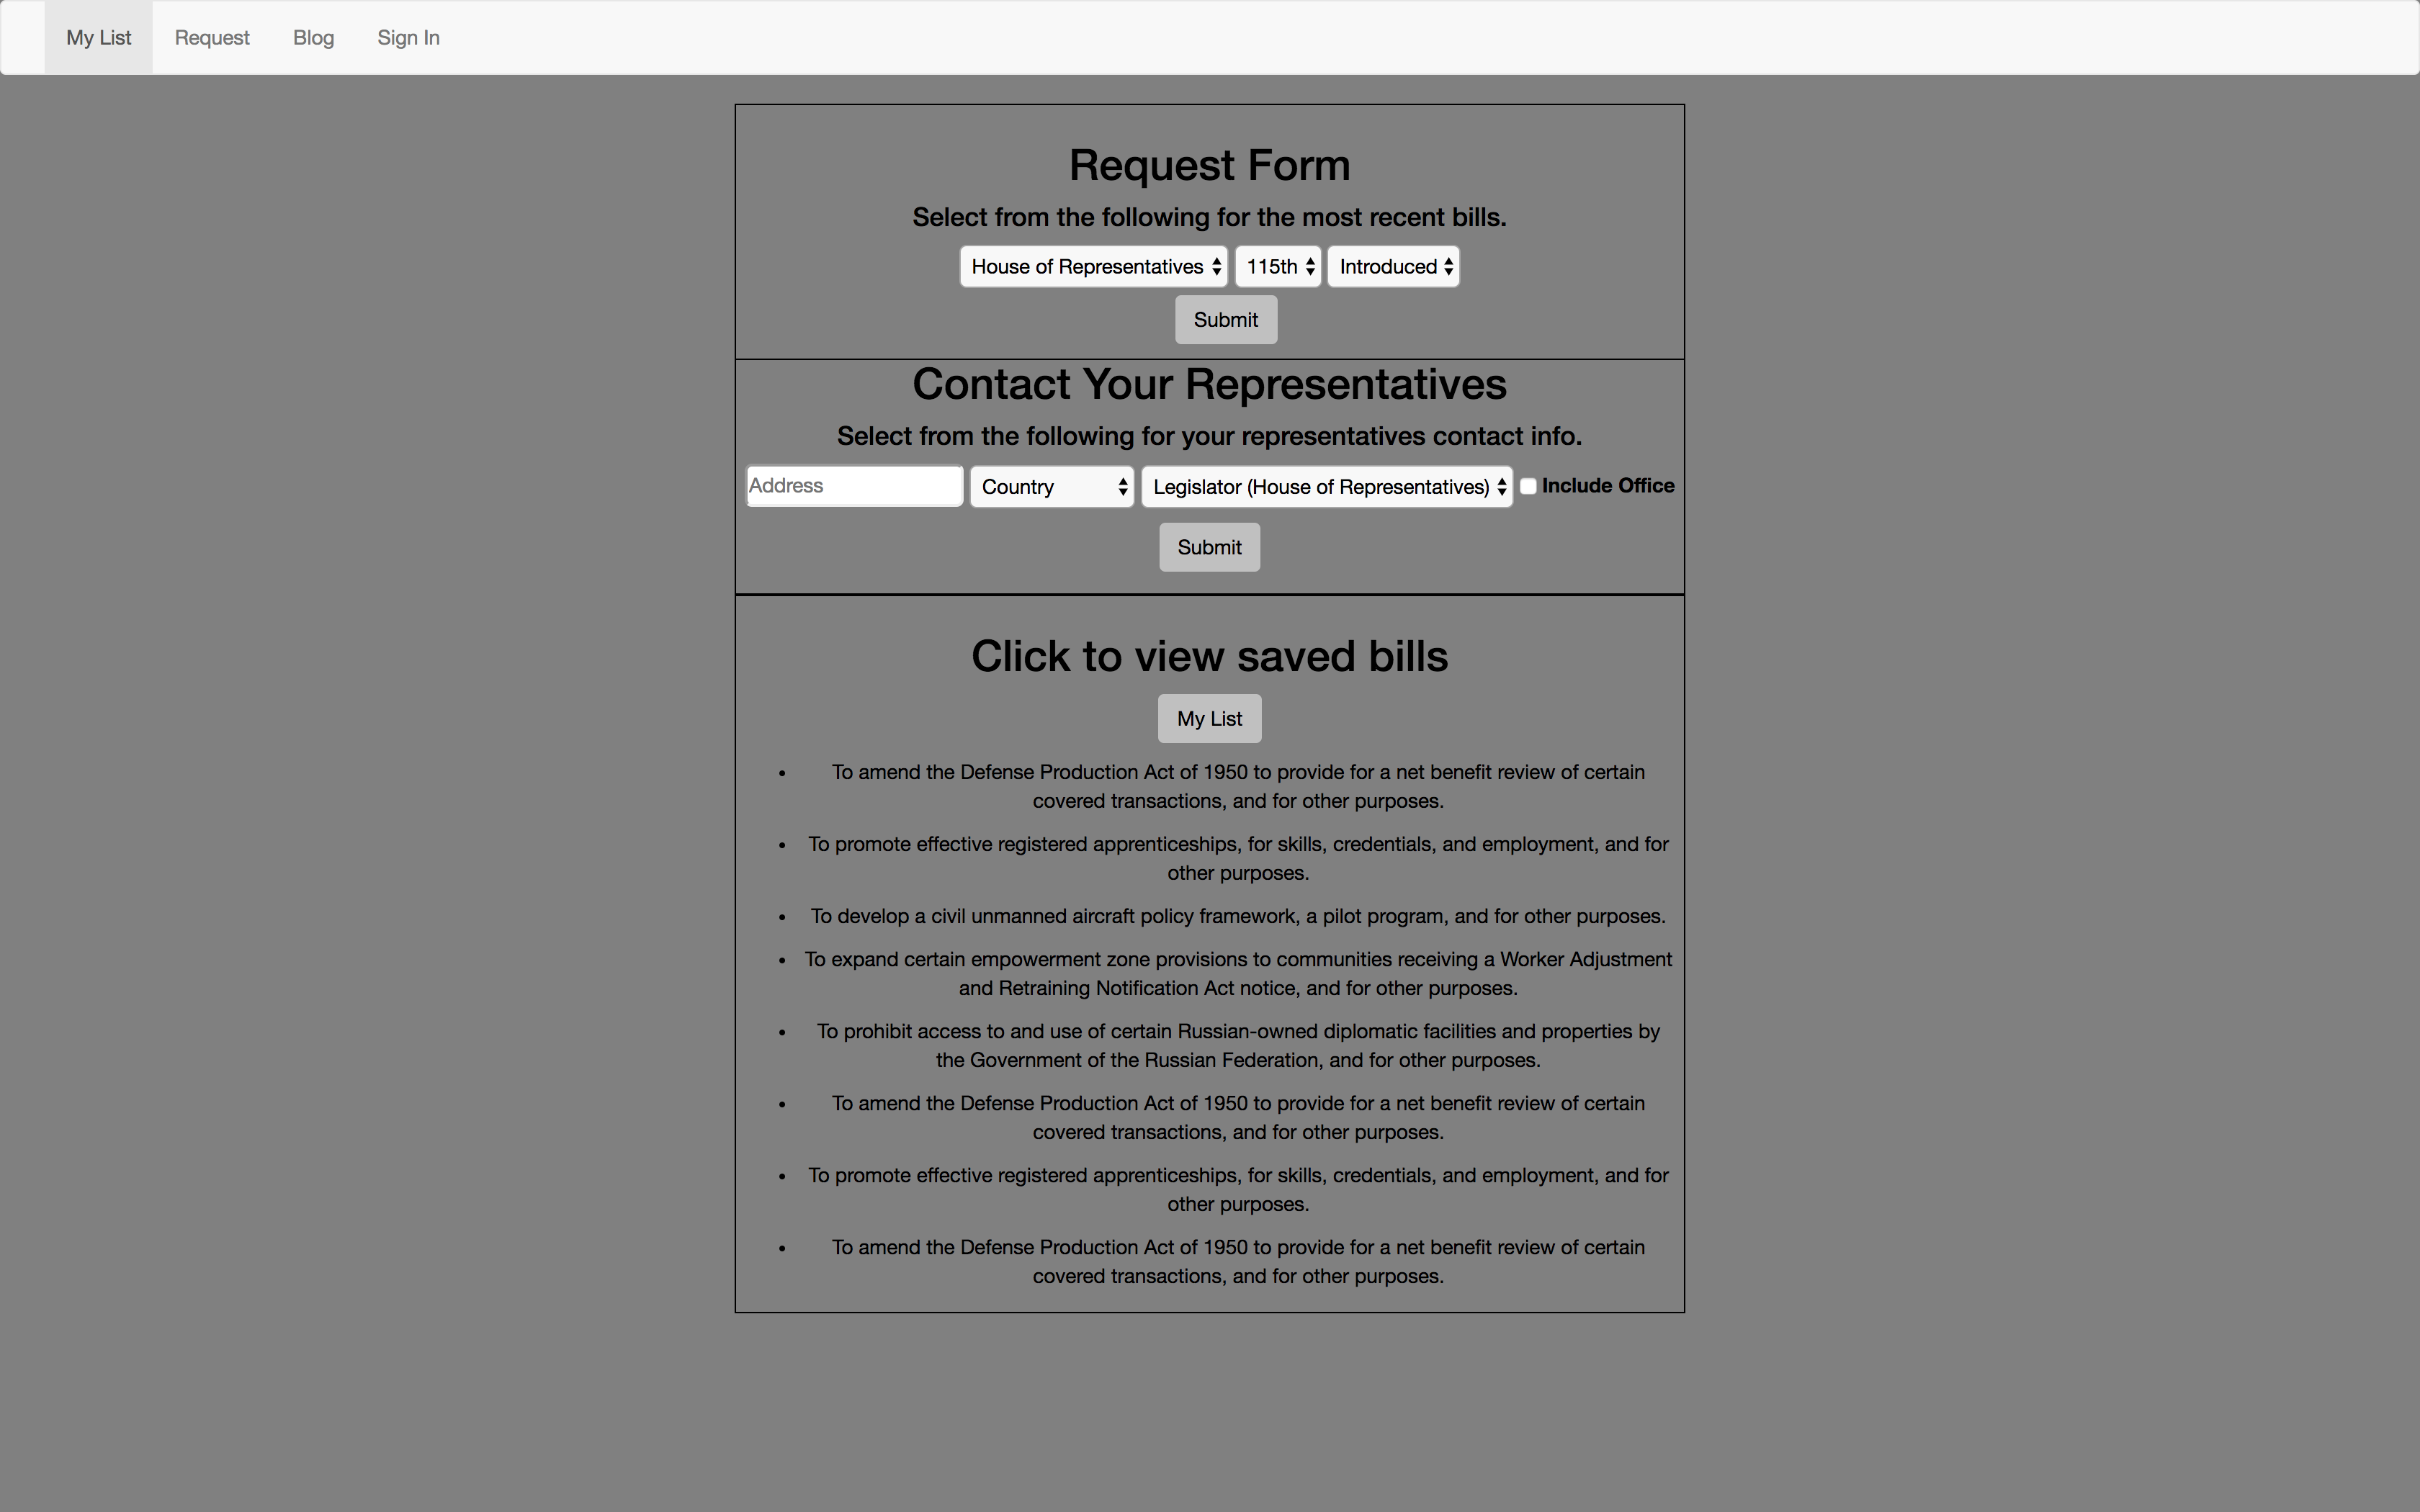 My List Request Blog Sign In
Request Form
Select from the following for the most recent bills.
House of Representatives 115th Introduced
Submit
Contact Your Representatives
Select from the following for your representatives contact info.
Address Country Legislator (House of Representatives) Include Office
Submit
Click to view saved bills
My List
• To amend the Defense Production Act of 1950 to provide for a net benefit review of certain
covered transactions, and for other purposes.
• To promote effective registered apprenticeships, for skills, credentials, and employment, and for
other purposes.
• To develop a civil unmanned aircraft policy framework, a pilot program, and for other purposes.
• To expand certain empowerment zone provisions to communities receiving a Worker Adjustment
and Retraining Notification Act notice, and for other purposes.
• To prohibit access to and use of certain Russian-owned diplomatic facilities and properties by
the Government of the Russian Federation, and for other purposes.
• To amend the Defense Production Act of 1950 to provide for a net benefit review of certain
covered transactions, and for other purposes.
• To promote effective registered apprenticeships, for skills, credentials, and employment, and for
other purposes.
• To amend the Defense Production Act of 1950 to provide for a net benefit review of certain
covered transactions, and for other purposes.